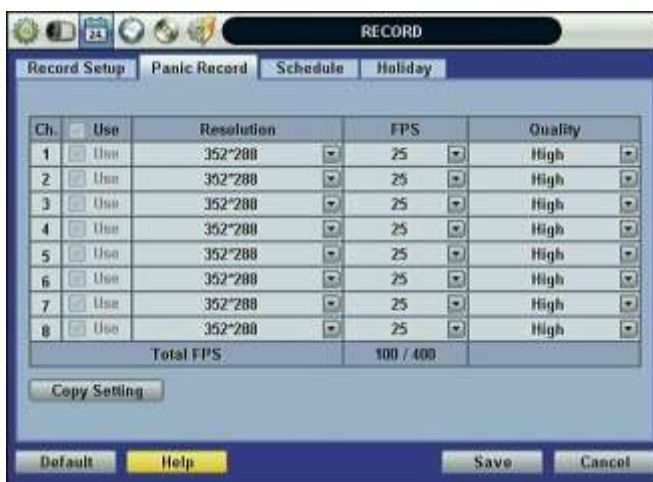 24
RECORD
Record Setup Panic Record Schedule Holiday
Ch. Use Resolution FPS Quality
1 Use 352*288 25 High
2 Use 352*288 25 High
3 Use 352*288 25 High
4 Use 352*288 25 High
5 Use 352*288 25 High
6 Use 352*288 25 High
7 Use 352*288 25 High
8 Use 352*288 25 High
Total FPS 100 / 400
Copy Setting
Default Help Save Cancel